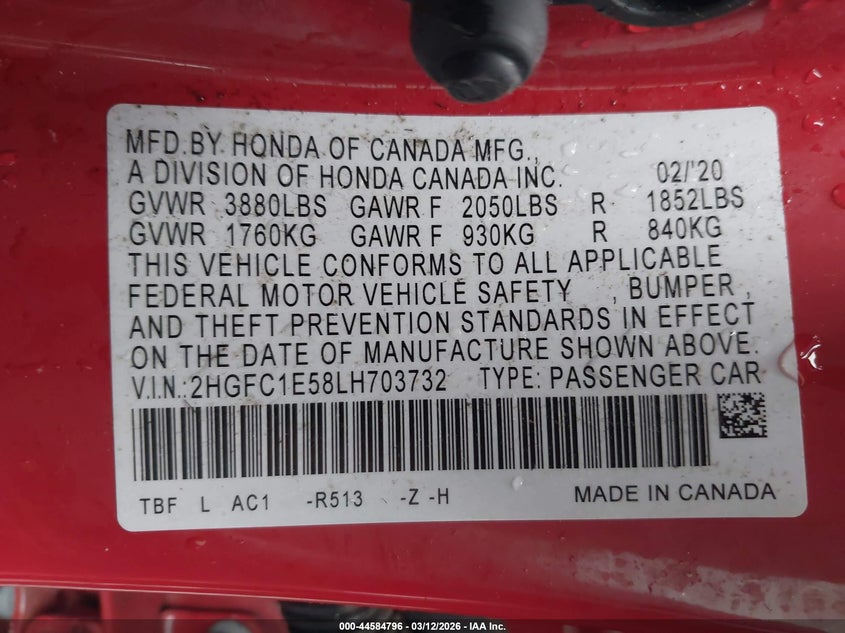 MFD.BY HONDA OF CANADA MFG.,
A DIVISION OF HONDA CANADA INC. 02/'20
GVWR 3880LBS GAWR F 2050LBS R 1852LBS
GVWR 1760KG GAWR F 930KG R 840KG
THIS VEHICLE CONFORMS TO ALL APPLICABLE
FEDERAL MOTOR VEHICLE SAFETY , BUMPER ,
AND THEFT PREVENTION STANDARDS IN EFFECT
ON THE DATE OF MANUFACTURE SHOWN ABOVE.
V.I.N.:2HGFC1E58LH703732 TYPE: PASSENGER CAR
TBF L AC1 -R513 -Z -H MADE IN CANADA
000-44584796 - 03/12/2026 - IAA Inc.